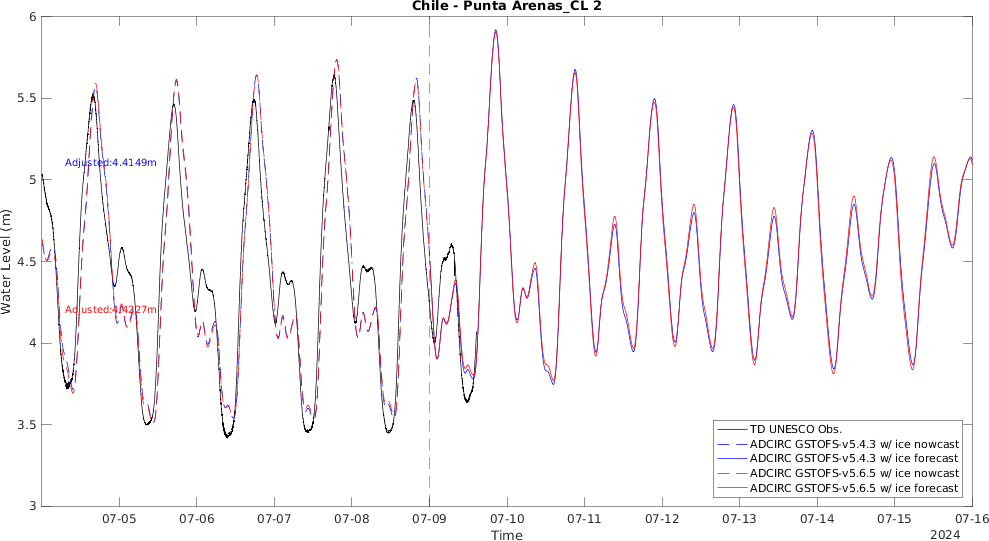 Chile - Punta Arenas_CL 2
6
5.5
5
4.5
4
3.5
3
Water Level (m)
Adjusted:4.4149m
Adjusted:4.4227m
TD UNESCO Obs.
ADCIRC GSTOFS-v5.4.3 w/ ice nowcast
ADCIRC GSTOFS-v5.4.3 w/ ice forecast
ADCIRC GSTOFS-v5.6.5 w/ ice nowcast
ADCIRC GSTOFS-v5.6.5 w/ ice forecast
07-05 07-06 07-07 07-08 07-09 07-10 07-11 07-12 07-13 07-14 07-15 07-16
Time
2024